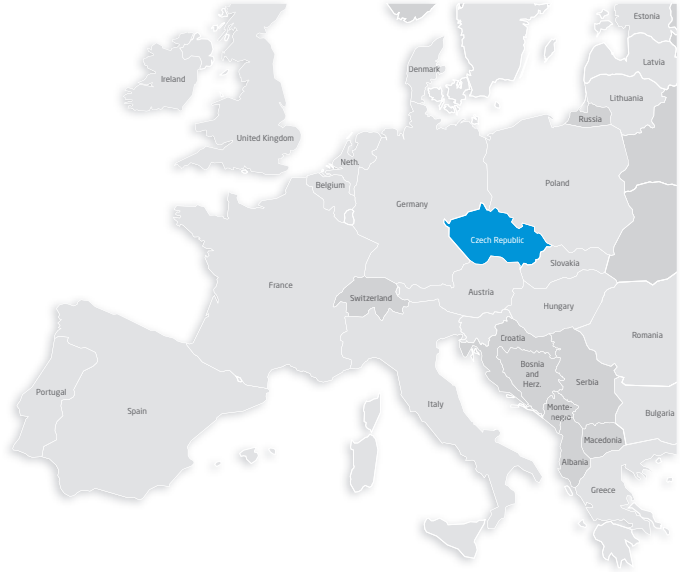 Estonia
Latvia
Denmark
Ireland
Lithuania
Russia
United Kingdom
Neth.
Belgium
Poland
Germany
Czech Republic
Slovakia
France
Austria
Switzerland
Hungary
Romania
Croatia
Bosnia
and
Herz.
Serbia
Portugal
Spain
Italy
Monte-
negro
Bulgaria
Macedonia
Albania
Greece